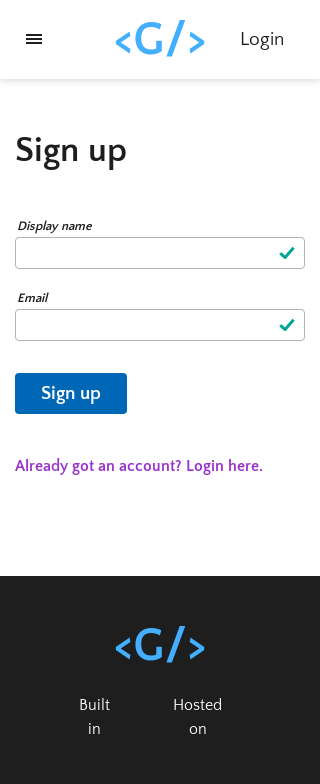 <G/>
Login
Sign up
Display name
Email
Sign up
Already got an account? Login here.
<G/>
Built
in
Hosted
on